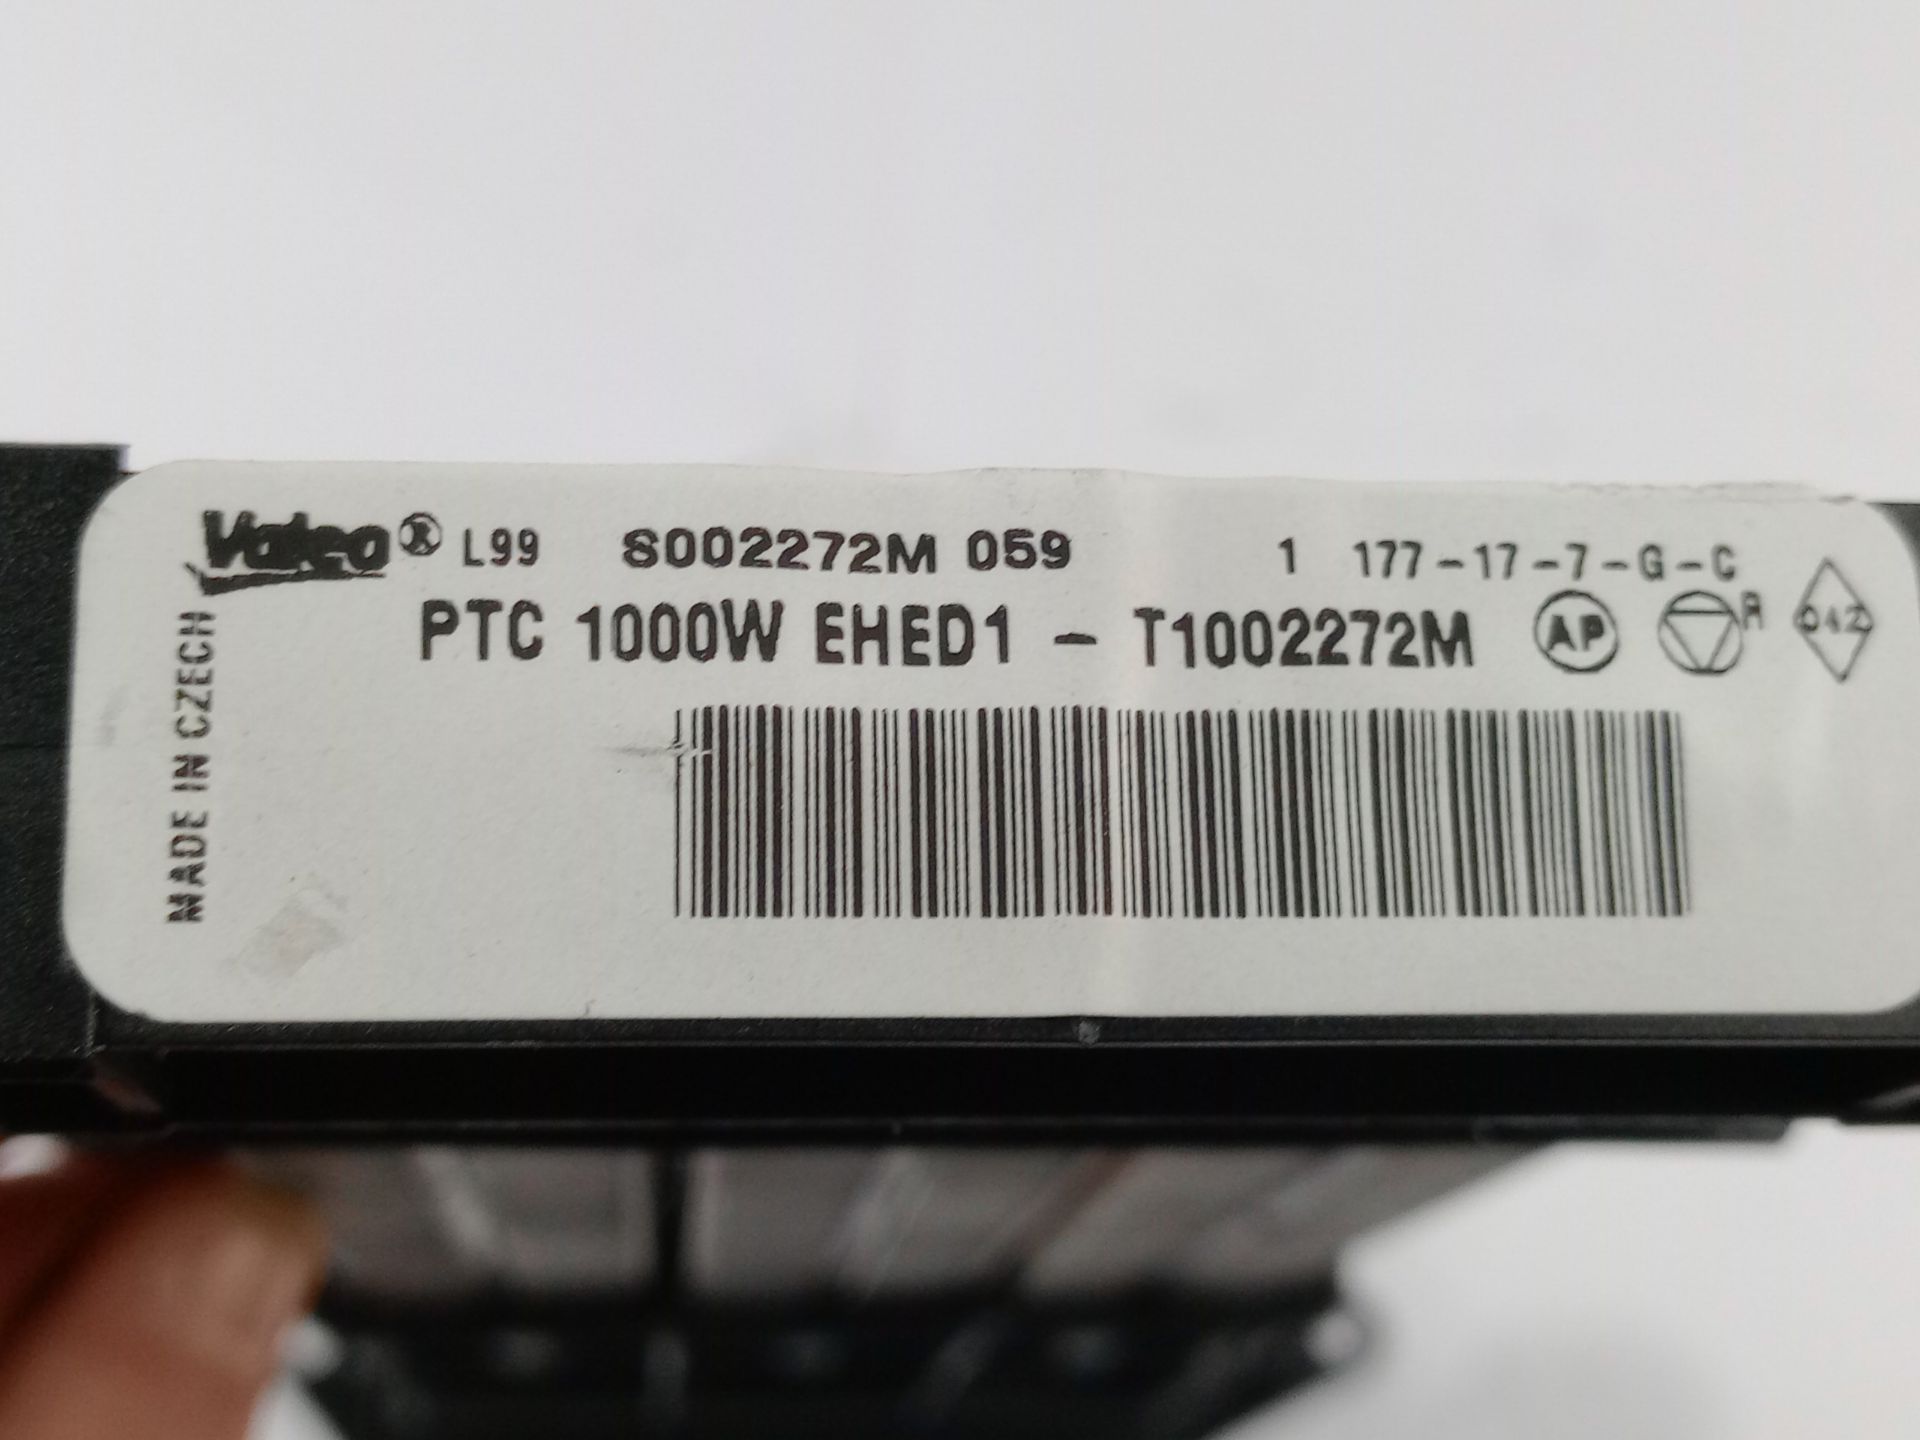 Valeo® L99 S002272M 059 1 177-17-7-G-C
PTC 1000W EHED1 - T1002272M AP R 042
MADE IN CZECH